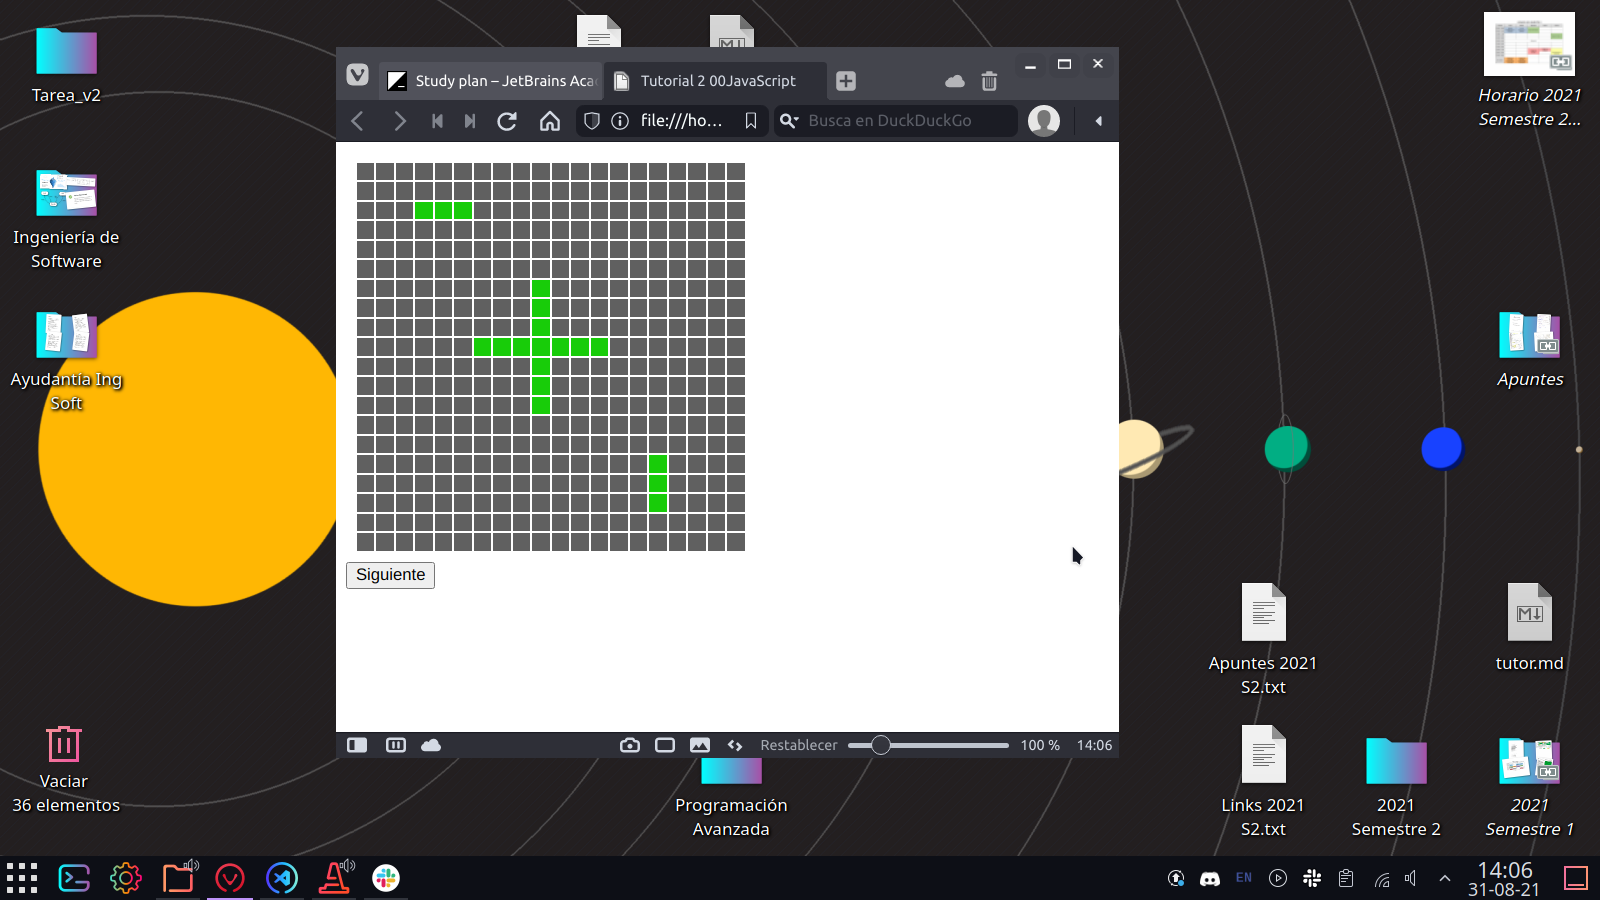 Tarea_v2
Ingeniería de
Software
Ayudantía Ing
Soft
Vaciar
36 elementos
Study plan – JetBrains Aca
Tutorial 2 00JavaScript
file:///ho...
Busca en DuckDuckGo
Siguiente
Restablecer
100 %
14:06
M↓
Programación
Avanzada
Horario 2021
Semestre 2...
Apuntes
Apuntes 2021
S2.txt
M↓
tutor.md
Links 2021
S2.txt
2021
Semestre 2
2021
Semestre 1
EN
14:06
31-08-21